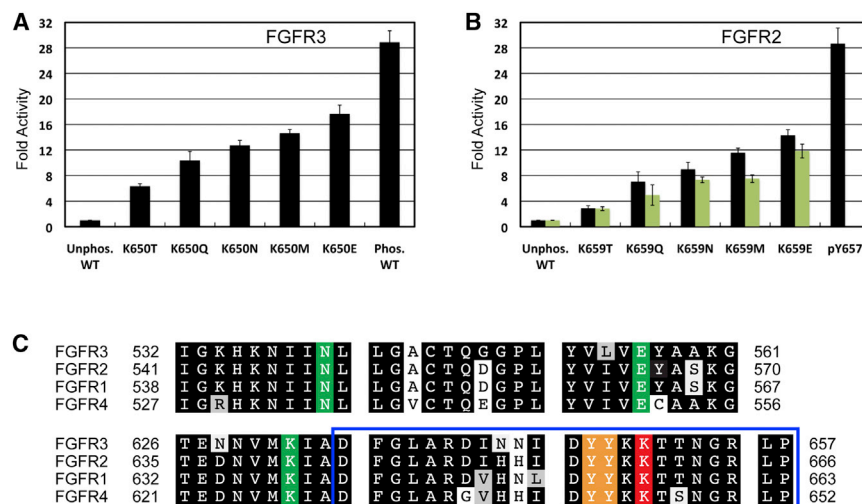 A
FGFR3
Fold Activity
32
28
24
20
16
12
8
4
0
Unphos. WT K650T K650Q K650N K650M K650E Phos. WT
B
FGFR2
Fold Activity
32
28
24
20
16
12
8
4
0
Unphos. WT K659T K659Q K659N K659M K659E pY657
C
FGFR3 532 IGKHKNIINL LGACTQGGPL YVLVEYAAKG 561
FGFR2 541 IGKHKNIINL LGACTQDGPL YVIVEYASKG 570
FGFR1 538 IGKHKNIINL LGACTQDGPL YVIVEYASKG 567
FGFR4 527 IGRHKNIINL LGVCTQEGPL YVIVECAAKG 556
FGFR3 626 TENNVMKIAD FGLARDINNI DYYKKTTNGR LP 657
FGFR2 635 TEDNVMKIAD FGLARDIHHI DYYKKTTNGR LP 666
FGFR1 632 TEDNVMKIAD FGLARDVHNL DYYKKTTNGR LP 663
FGFR4 621 TEDNVMKIAD FGLARGVHHI DYYKKTSNGR LP 652